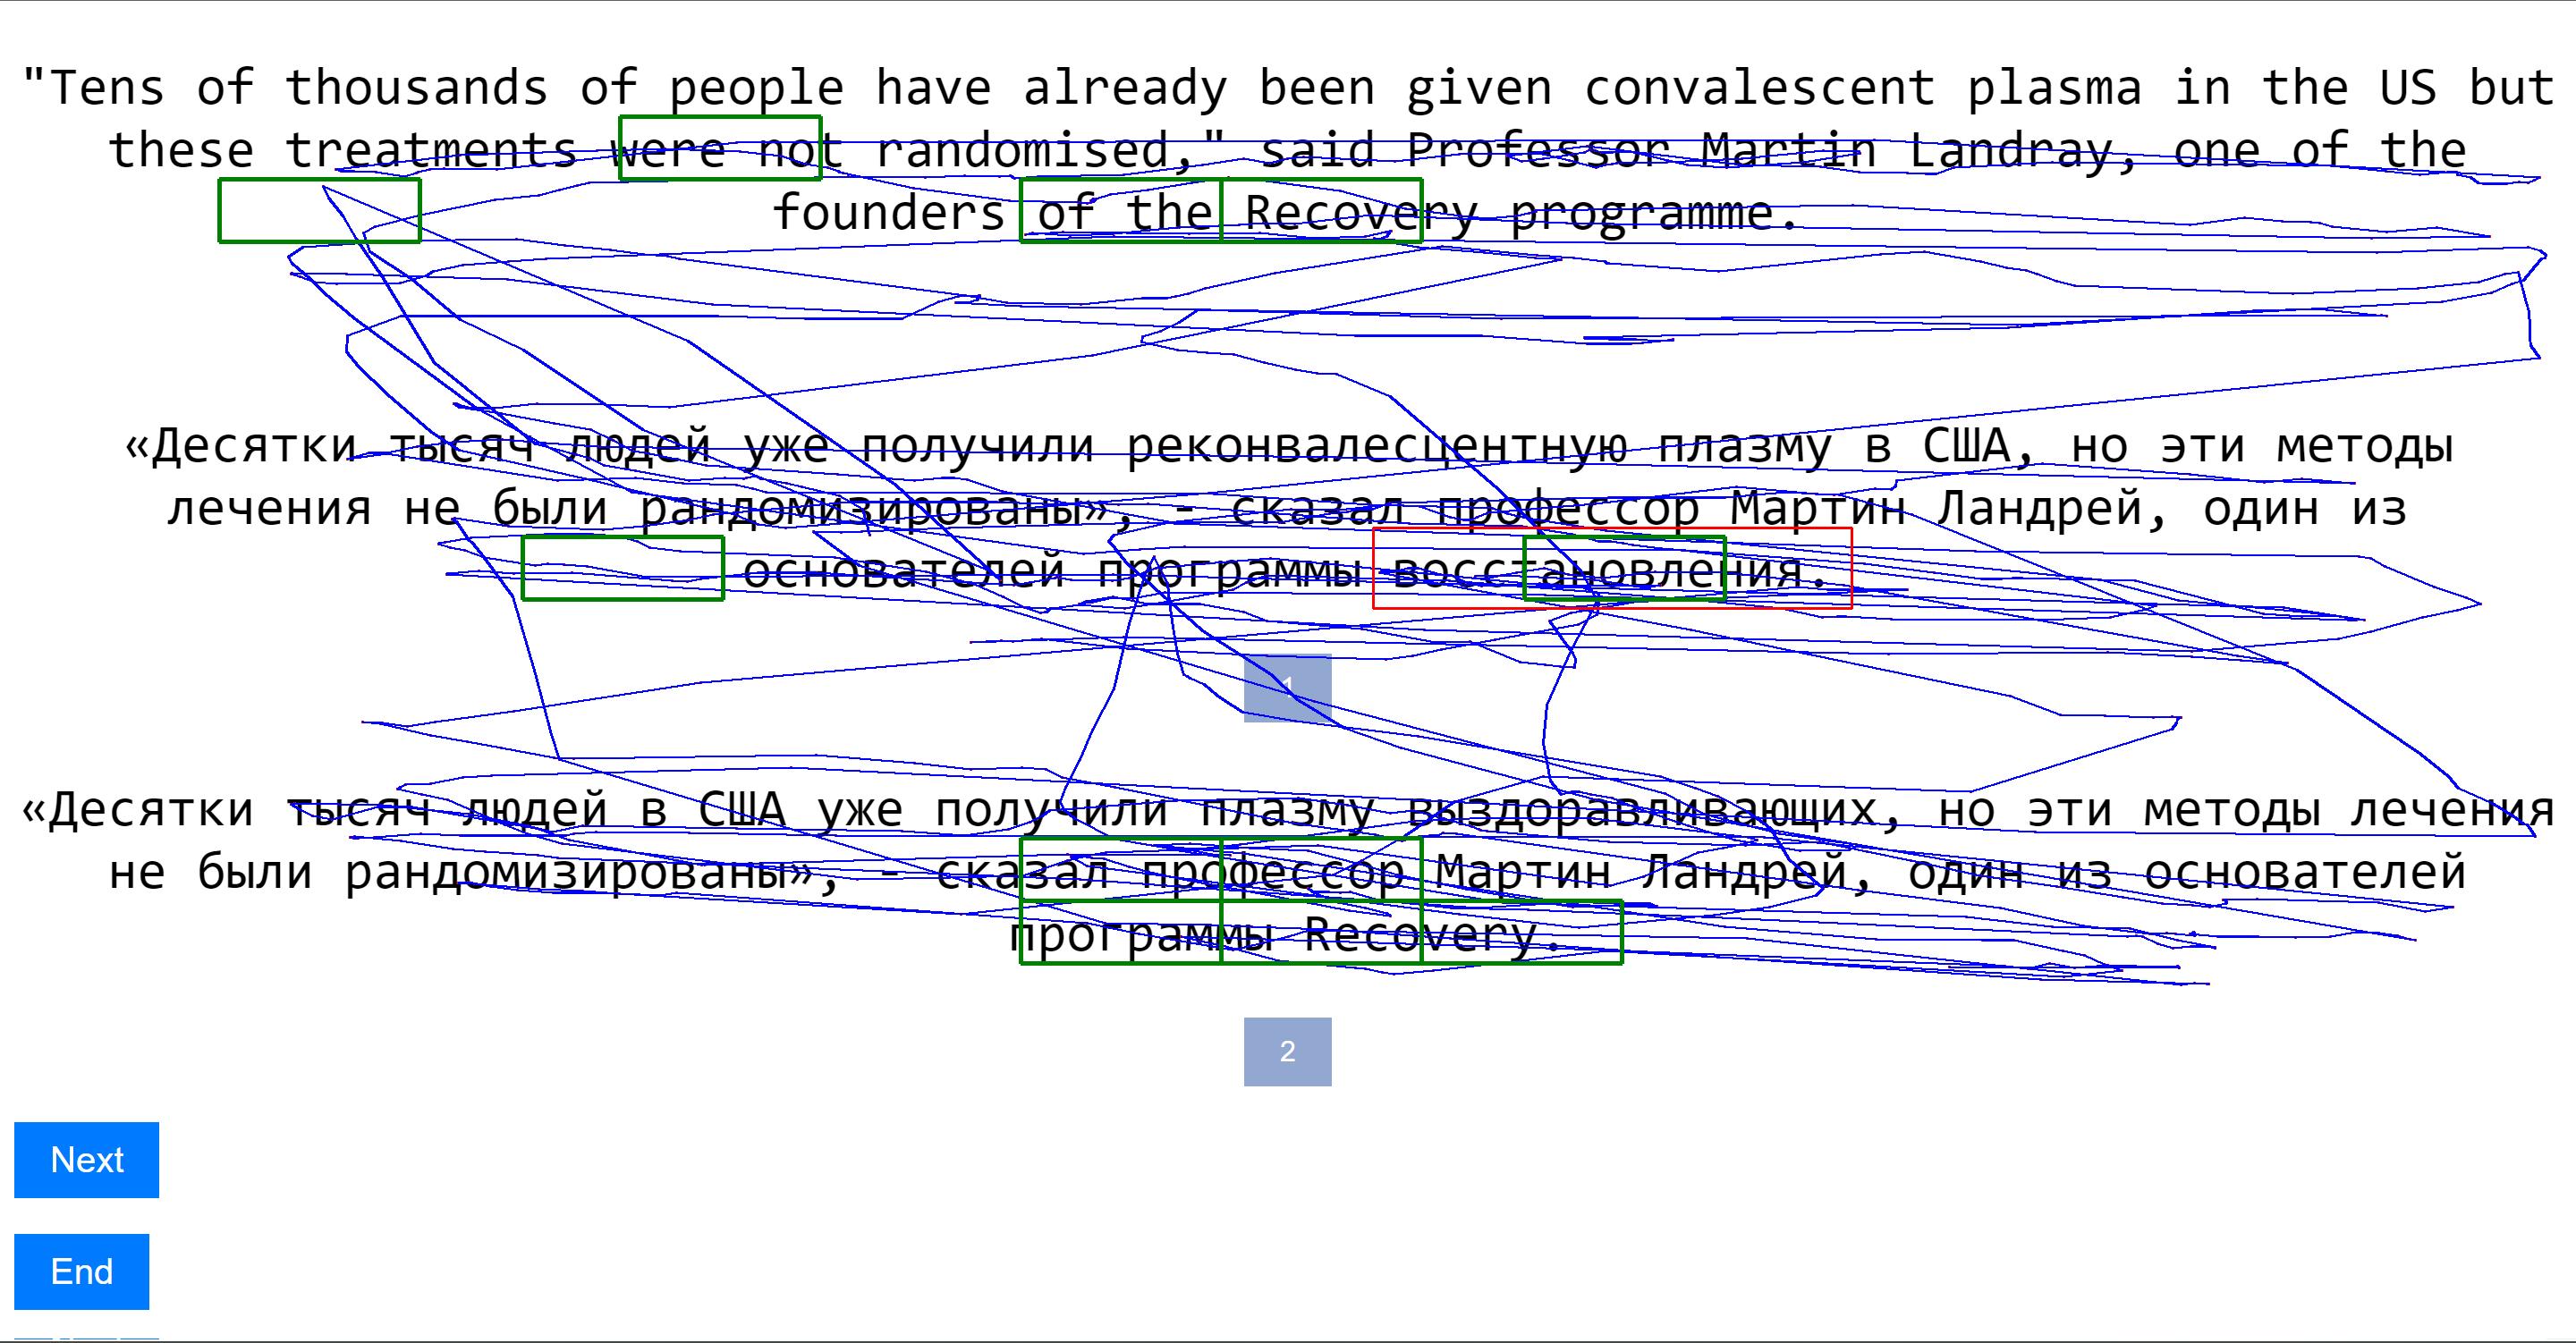 "Tens of thousands of people have already been given convalescent plasma in the US but
these treatments were not randomised," said Professor Martin Landray, one of the
founders of the Recovery programme.
«Десятки тысяч людей уже получили реконвалесцентную плазму в США, но эти методы
лечения не были рандомизированы», - сказал профессор Мартин Ландрей, один из
основателей программы восстановления.
1
«Десятки тысяч людей в США уже получили плазму выздоравливающих, но эти методы лечения
не были рандомизированы», - сказал профессор Мартин Ландрей, один из основателей
программы Recovery.
2
Next
End